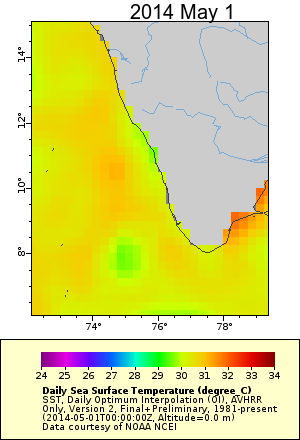 2014 May 1
14°
12°
10°
8°
74°
76°
78°
24 25 26 27 28 29 30 31 32 33 34
Daily Sea Surface Temperature (degree_C)
SST, Daily Optimum Interpolation (OI), AVHRR
Only, Version 2, Final+Preliminary, 1981-present
(2014-05-01T00:00:00Z, Altitude=0.0 m)
Data courtesy of NOAA NCEI